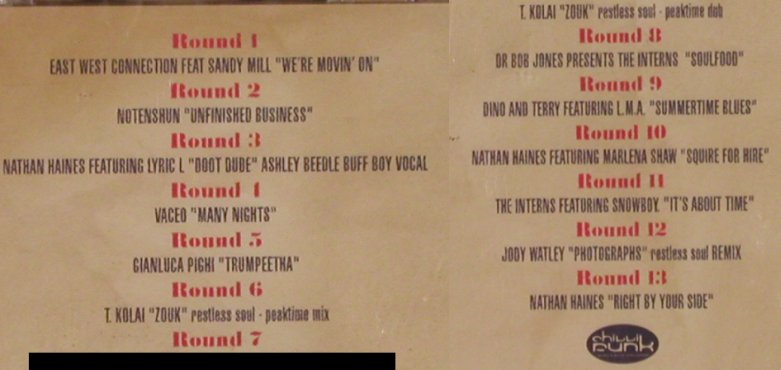 Round 1
EAST WEST CONNECTION FEAT SANDY MILL "WE'RE MOVIN' ON"
Round 2
NOTENSHUN "UNFINISHED BUSINESS"
Round 3
NATHAN HAINES FEATURING LYRIC L "DOOT DUDE" ASHLEY BEEDLE BUFF BOY VOCAL
Round 4
VACEO "MANY NIGHTS"
Round 5
GIANLUCA PIGHI "TRUMPEETHA"
Round 6
T. KOLAI "ZOUK" restless soul - peaktime mix
Round 7
T. KOLAI "ZOUK" restless soul - peaktime dub
Round 8
DR BOB JONES PRESENTS THE INTERNS "SOULFOOD"
Round 9
DINO AND TERRY FEATURING L.M.A. "SUMMERTIME BLUES"
Round 10
NATHAN HAINES FEATURING MARLENA SHAW "SQUIRE FOR HIRE"
Round 11
THE INTERNS FEATURING SNOWBOY. "IT'S ABOUT TIME"
Round 12
JODY WATLEY "PHOTOGRAPHS" restless soul REMIX
Round 13
NATHAN HAINES "RIGHT BY YOUR SIDE"
chilli
funk